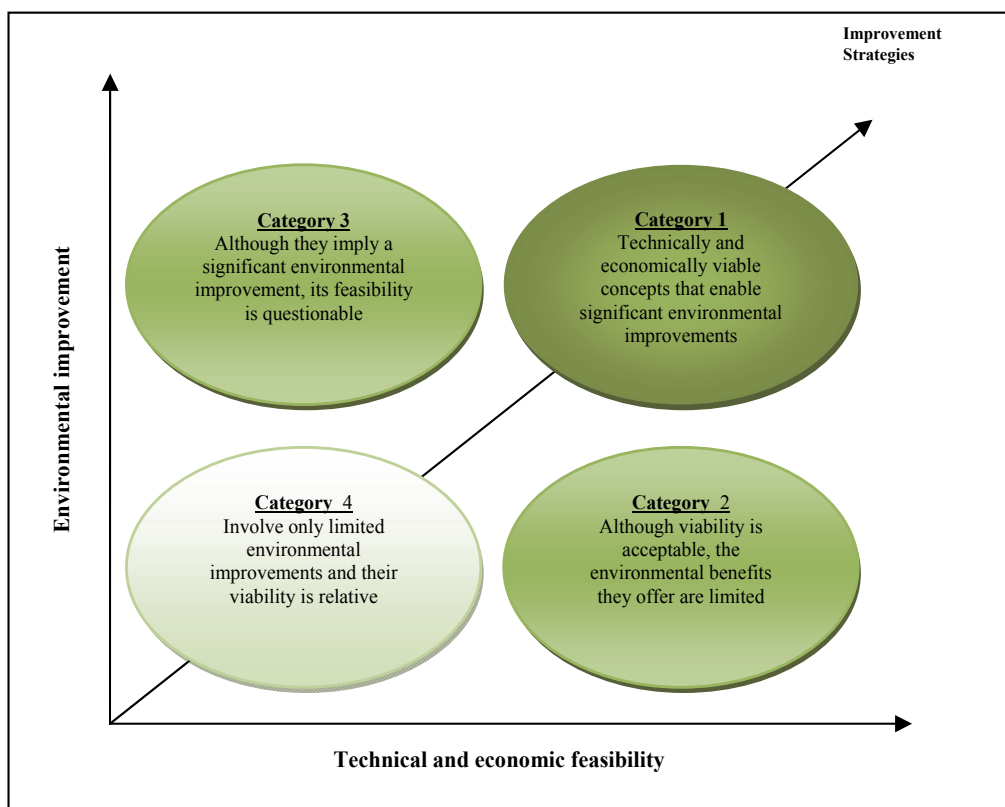 Improvement
Strategies
Environmental improvement
Category 3
Although they imply a
significant environmental
improvement, its feasibility
is questionable
Category 1
Technically and
economically viable
concepts that enable
significant environmental
improvements
Category 4
Involve only limited
environmental
improvements and their
viability is relative
Category 2
Although viability is
acceptable, the
environmental benefits
they offer are limited
Technical and economic feasibility